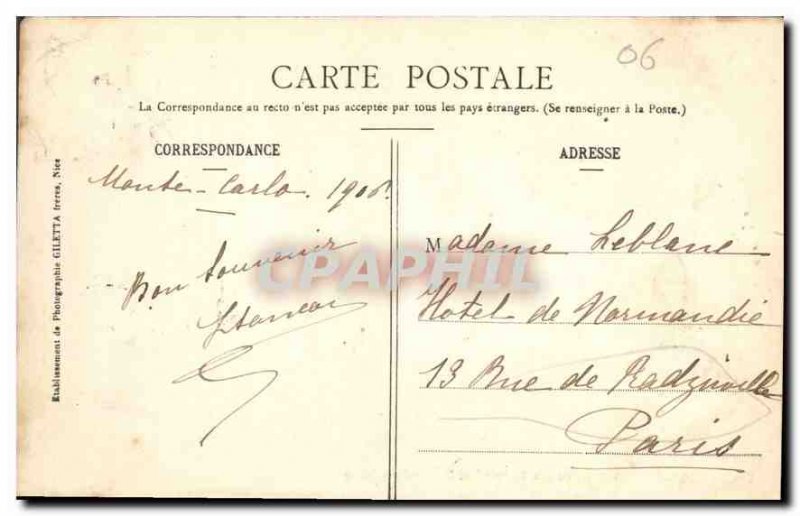 06
CARTE POSTALE
La Correspondance au recto n'est pas acceptée par tous les pays étrangers. (Se renseigner à la Poste.)
CORRESPONDANCE
Monte-Carlo. 1906.
Bon souvenir
Etablissement de Photographie GILETTA frères, Nice
CPAPHIL
ADRESSE
Madame Leblanc
Hotel de Normandie
13 Rue de Radziville
Paris